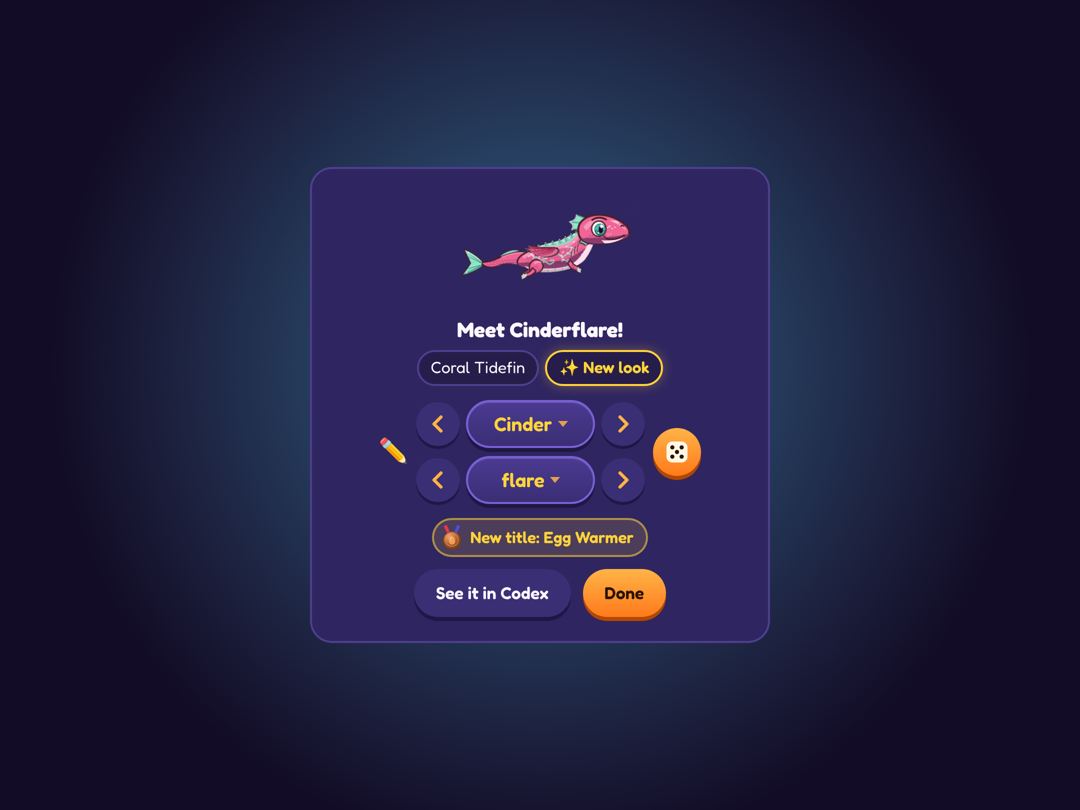 Meet Cinderflare!
Coral Tidefin
✨ New look
Cinder
flare
New title: Egg Warmer
See it in Codex
Done